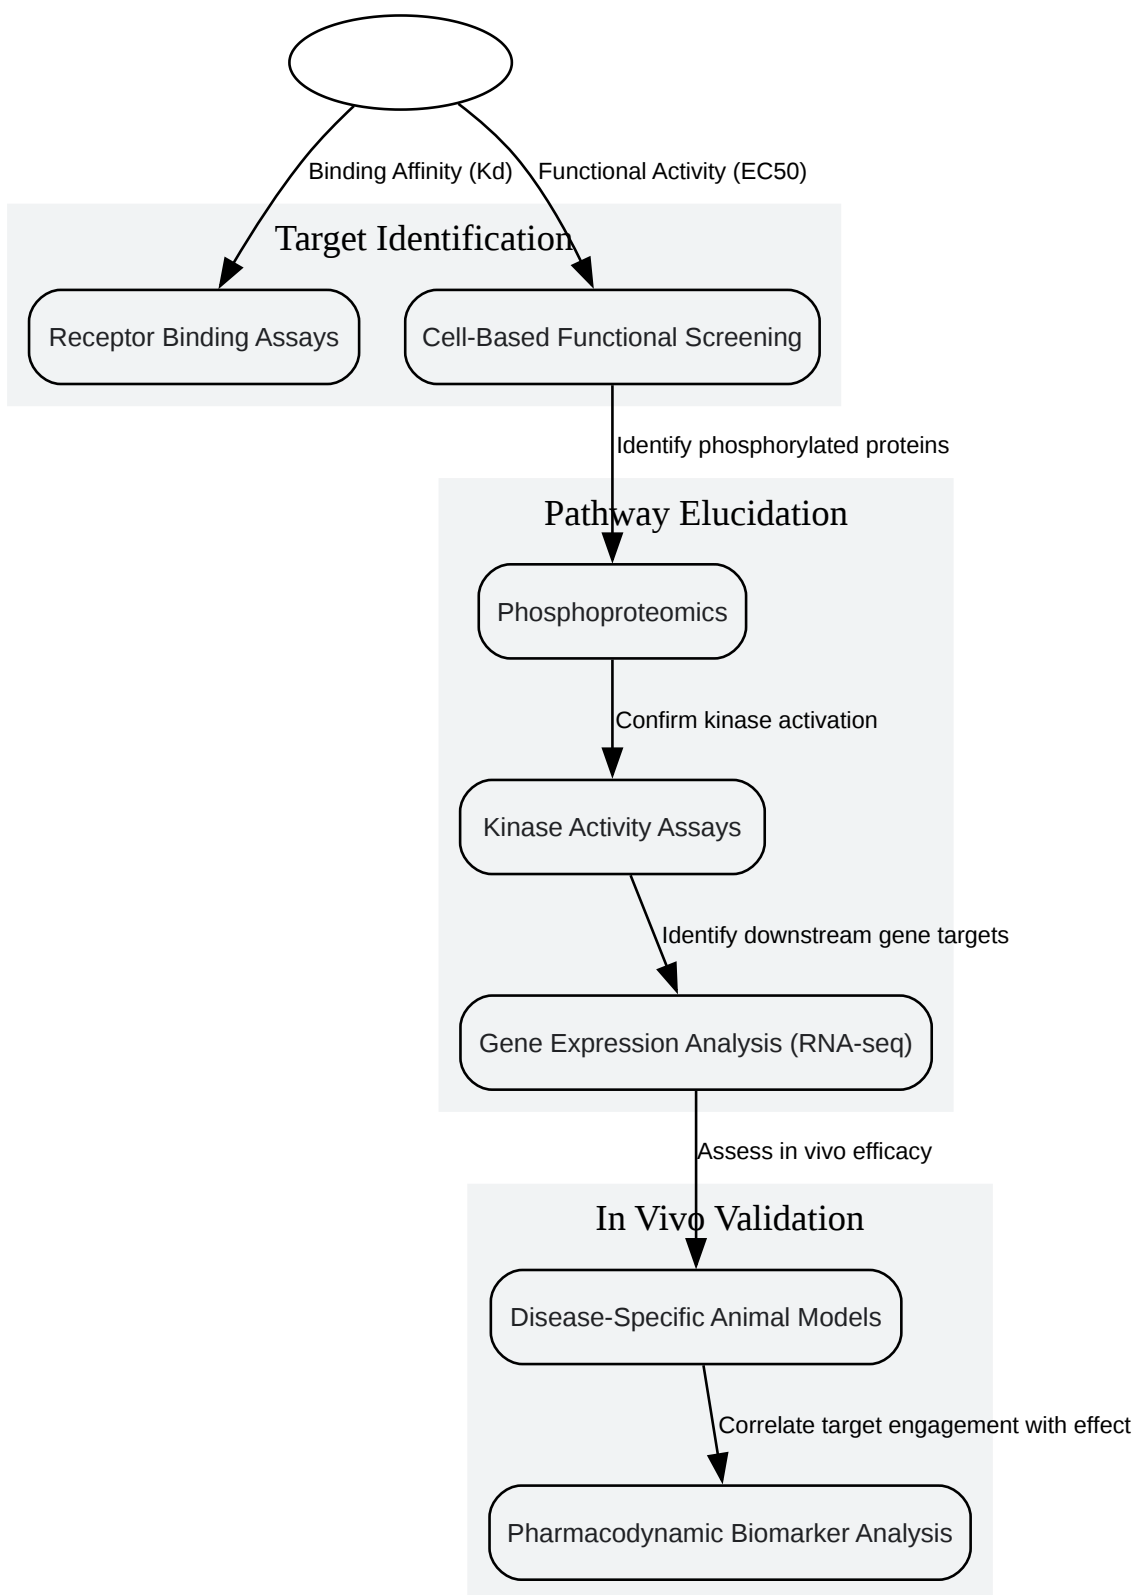 Binding Affinity (Kd)
Functional Activity (EC50)
Target Identification
Receptor Binding Assays
Cell-Based Functional Screening
Identify phosphorylated proteins
Pathway Elucidation
Phosphoproteomics
Confirm kinase activation
Kinase Activity Assays
Identify downstream gene targets
Gene Expression Analysis (RNA-seq)
Assess in vivo efficacy
In Vivo Validation
Disease-Specific Animal Models
Correlate target engagement with effect
Pharmacodynamic Biomarker Analysis